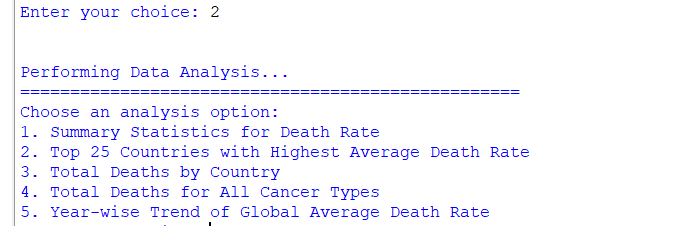 Enter your choice: 2
Performing Data Analysis...
==================================================
Choose an analysis option:
1. Summary Statistics for Death Rate
2. Top 25 Countries with Highest Average Death Rate
3. Total Deaths by Country
4. Total Deaths for All Cancer Types
5. Year-wise Trend of Global Average Death Rate